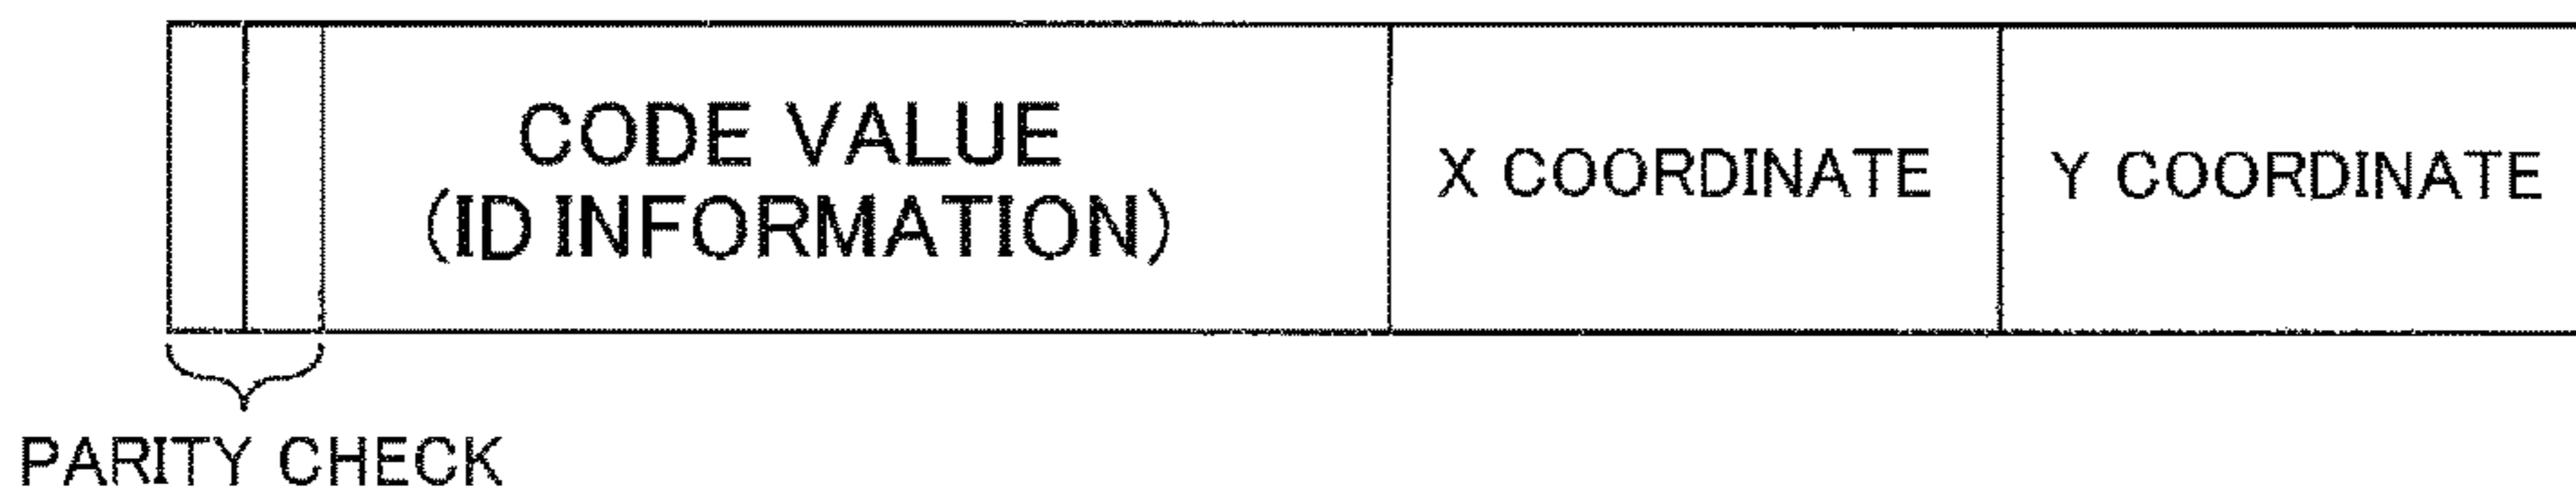 CODE VALUE
(ID INFORMATION)
X COORDINATE
Y COORDINATE
PARITY CHECK